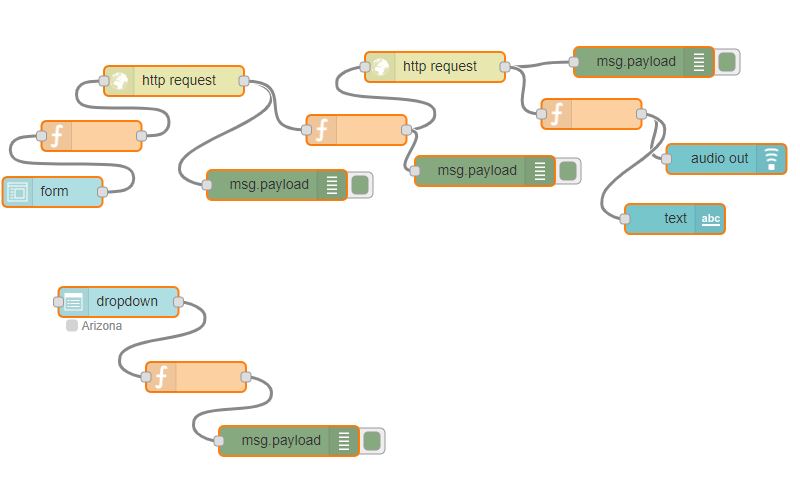 http request
http request
msg.payload
form
msg.payload
msg.payload
audio out
text
abc
dropdown
Arizona
msg.payload